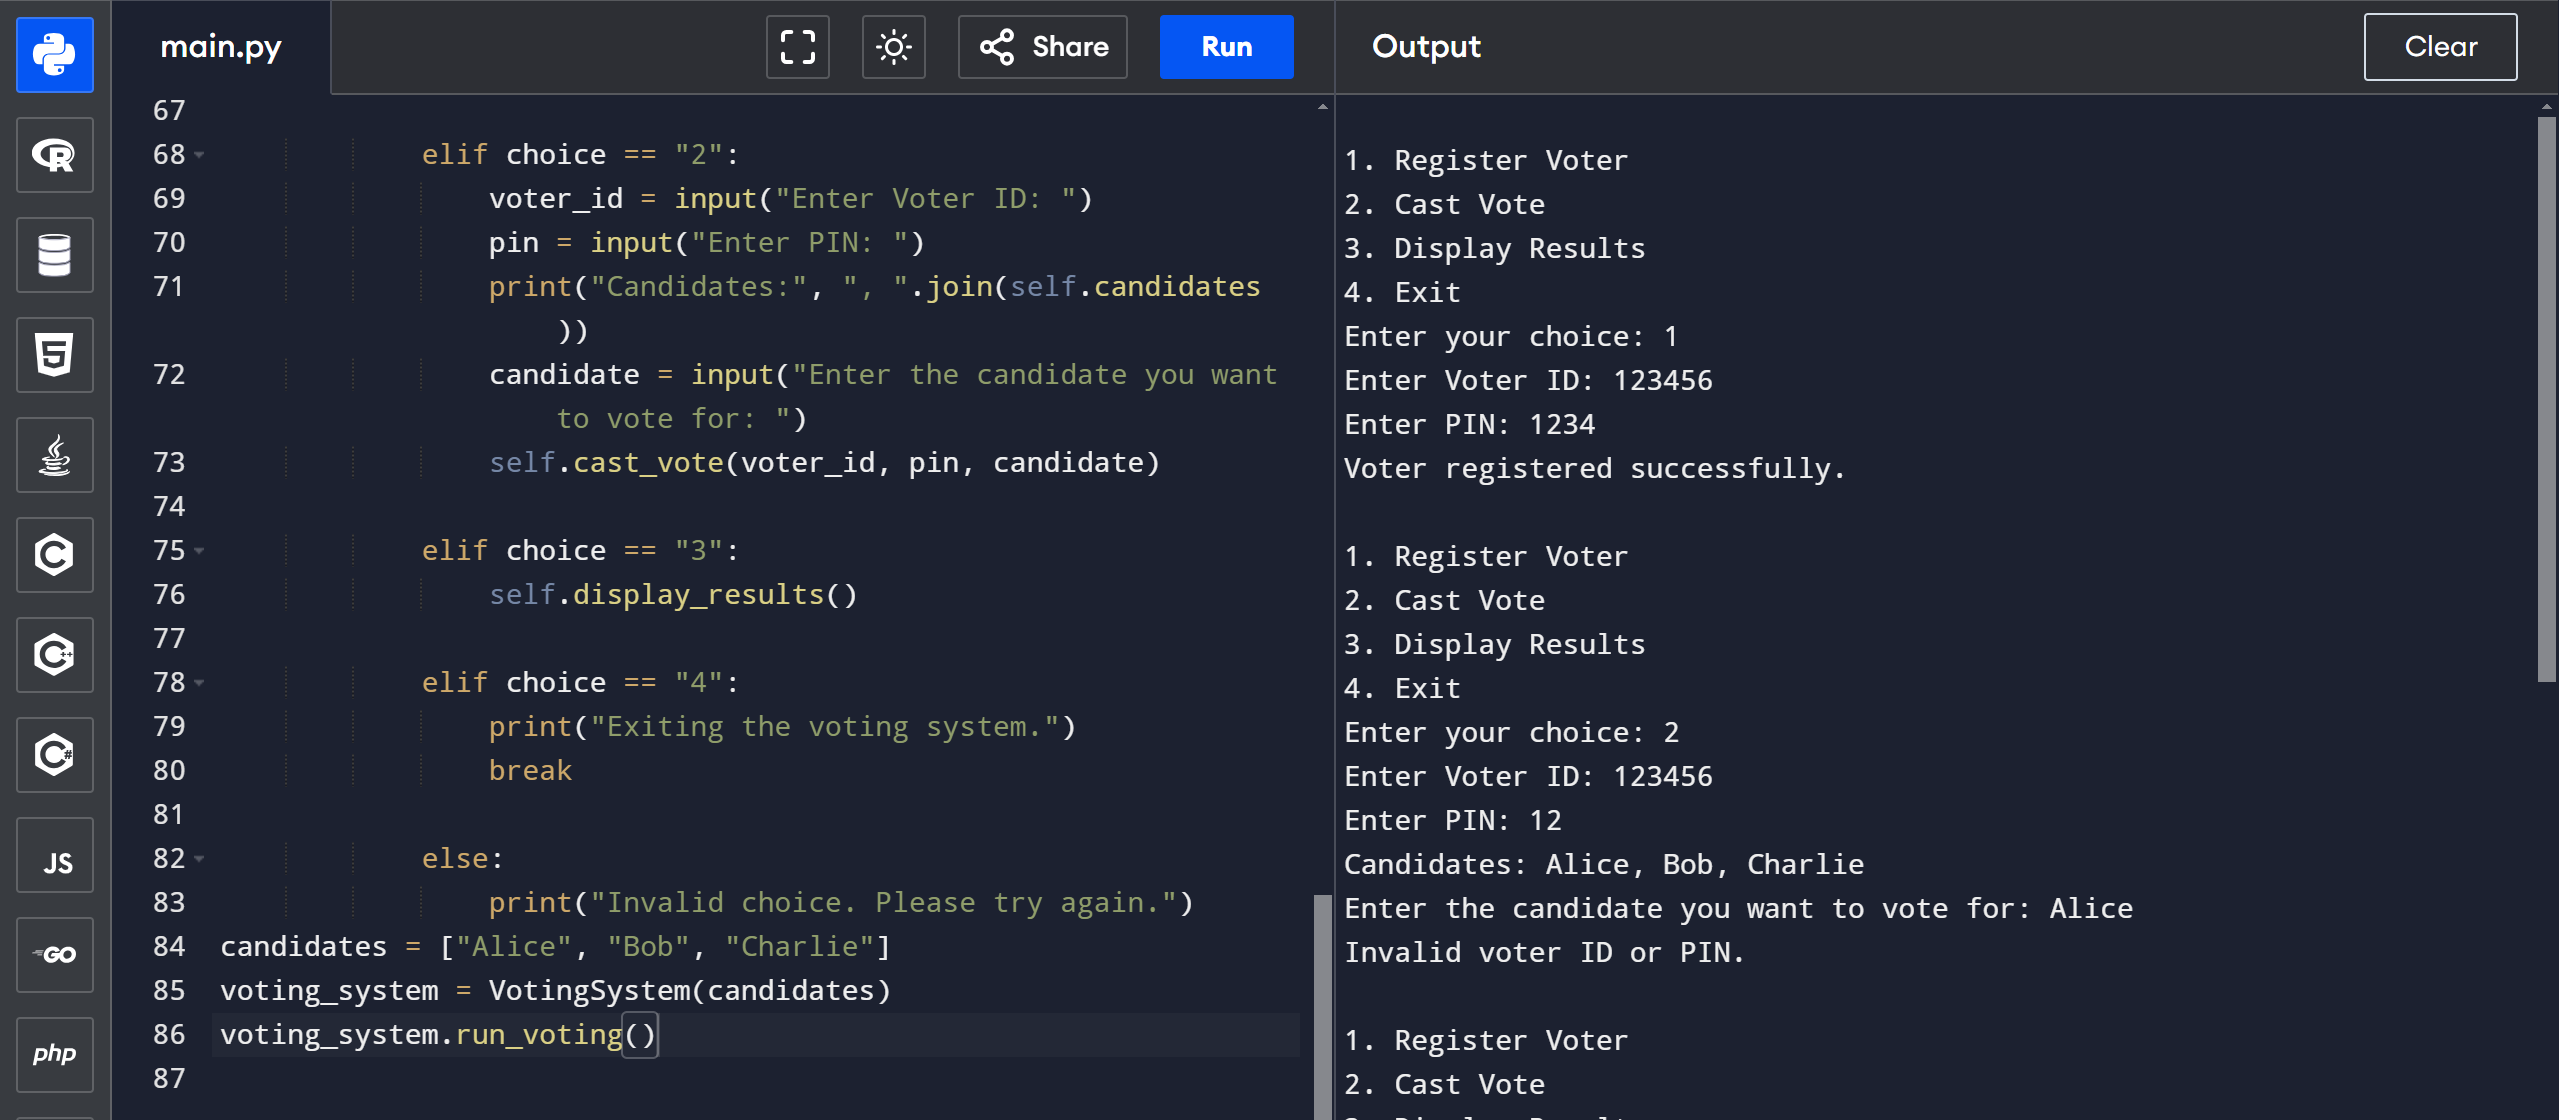 main.py
Share
Run
Output
Clear
R
5
C
C++
C#
JS
GO
php
67
68 elif choice == "2":
69 voter_id = input("Enter Voter ID: ")
70 pin = input("Enter PIN: ")
71 print("Candidates:", ", ".join(self.candidates
))
72 candidate = input("Enter the candidate you want
to vote for: ")
73 self.cast_vote(voter_id, pin, candidate)
74
75 elif choice == "3":
76 self.display_results()
77
78 elif choice == "4":
79 print("Exiting the voting system.")
80 break
81
82 else:
83 print("Invalid choice. Please try again.")
84 candidates = ["Alice", "Bob", "Charlie"]
85 voting_system = VotingSystem(candidates)
86 voting_system.run_voting()
87
1. Register Voter
2. Cast Vote
3. Display Results
4. Exit
Enter your choice: 1
Enter Voter ID: 123456
Enter PIN: 1234
Voter registered successfully.
1. Register Voter
2. Cast Vote
3. Display Results
4. Exit
Enter your choice: 2
Enter Voter ID: 123456
Enter PIN: 12
Candidates: Alice, Bob, Charlie
Enter the candidate you want to vote for: Alice
Invalid voter ID or PIN.
1. Register Voter
2. Cast Vote